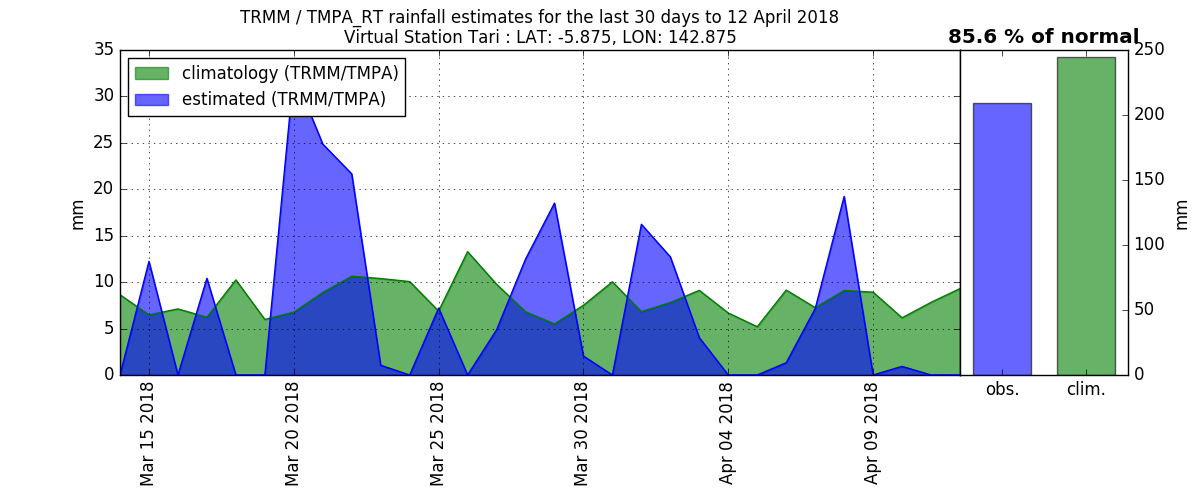 TRMM / TMPA_RT rainfall estimates for the last 30 days to 12 April 2018
Virtual Station Tari : LAT: -5.875, LON: 142.875
85.6 % of normal
climatology (TRMM/TMPA)
estimated (TRMM/TMPA)
mm
35
30
25
20
15
10
5
0
Mar 15 2018
Mar 20 2018
Mar 25 2018
Mar 30 2018
Apr 04 2018
Apr 09 2018
obs.
clim.
250
200
150
100
50
0
mm